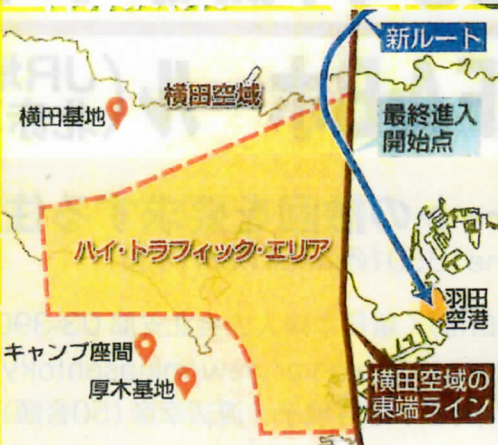 新ルート
横田空域
横田基地
最終進入
開始点
ハイ・トラフィック・エリア
羽田
空港
キャンプ座間
厚木基地
横田空域の
東端ライン